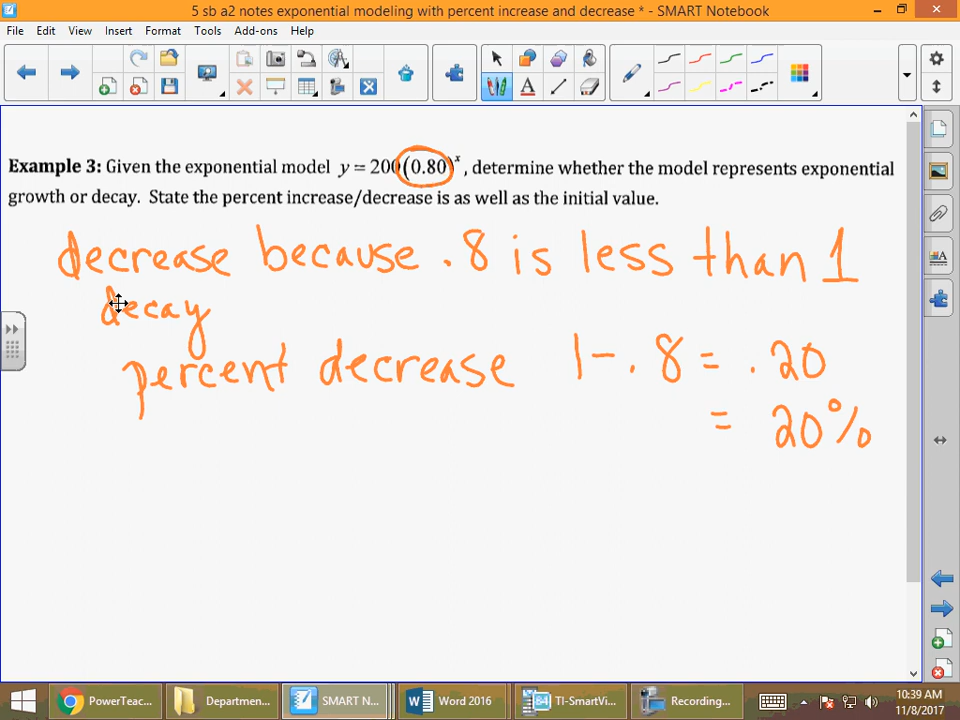 5 sb a2 notes exponential modeling with percent increase and decrease * - SMART Notebook
File Edit View Insert Format Tools Add-ons Help
Example 3: Given the exponential model y = 200(0.80)^x, determine whether the model represents exponential
growth or decay. State the percent increase/decrease is as well as the initial value.
decrease because .8 is less than 1
decay
percent decrease 1 - .8 = .20
= 20%
PowerTeac... Departmen... SMART N... Word 2016 TI-SmartVi... Recording... 10:39 AM
11/8/2017